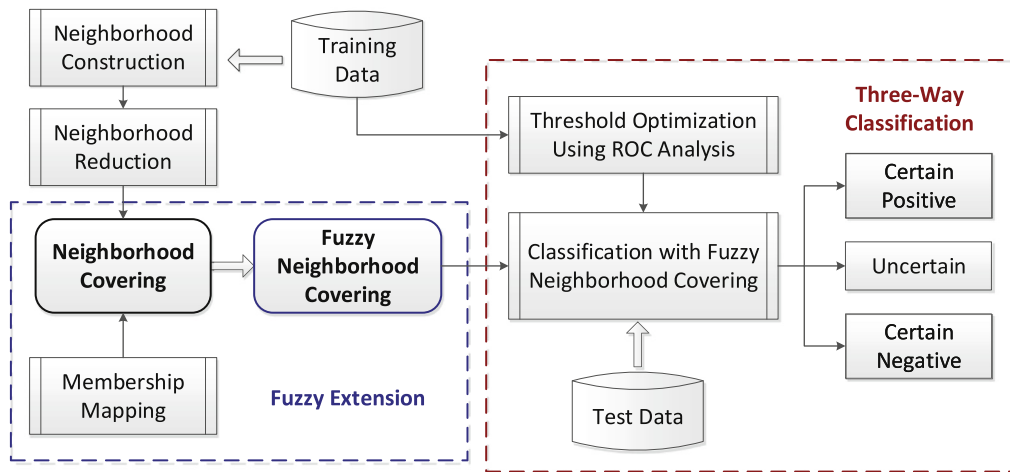 Neighborhood
Construction
Training
Data
Neighborhood
Reduction
Neighborhood
Covering
Fuzzy
Neighborhood
Covering
Membership
Mapping
Fuzzy Extension
Three-Way
Classification
Threshold Optimization
Using ROC Analysis
Classification with Fuzzy
Neighborhood Covering
Test Data
Certain
Positive
Uncertain
Certain
Negative